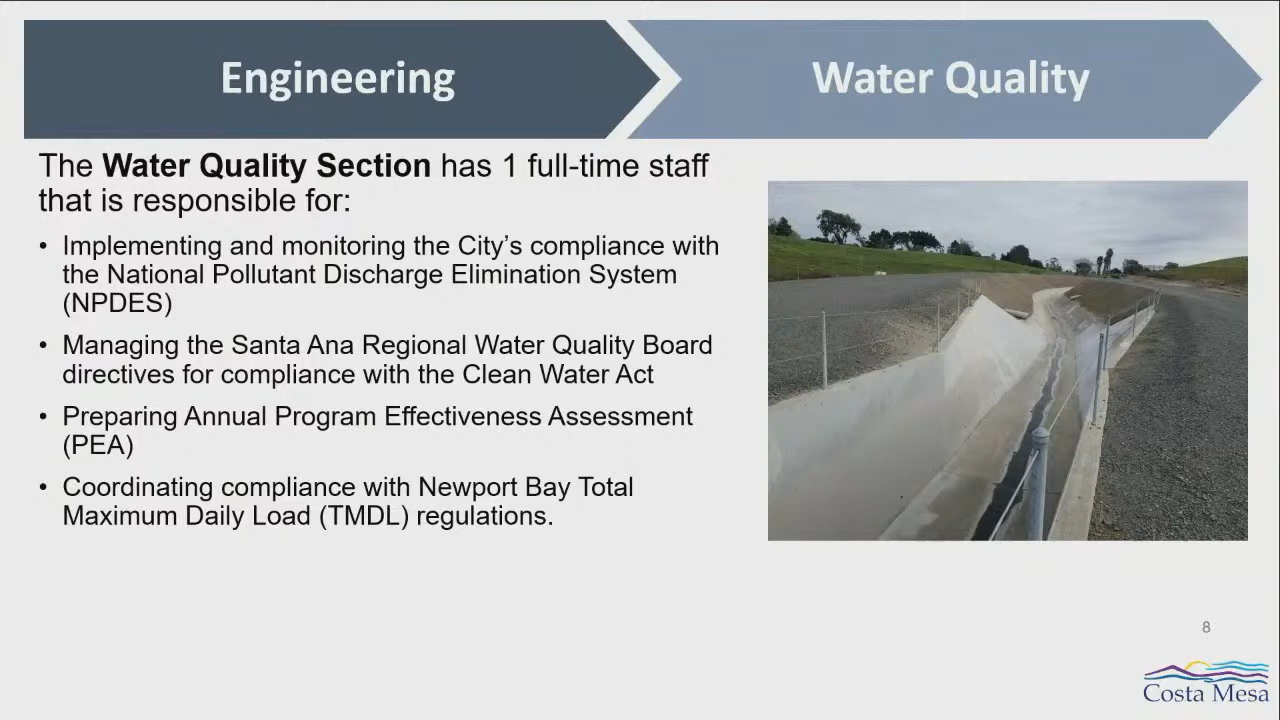 Engineering
Water Quality
The Water Quality Section has 1 full-time staff
that is responsible for:
• Implementing and monitoring the City’s compliance with
the National Pollutant Discharge Elimination System
(NPDES)
• Managing the Santa Ana Regional Water Quality Board
directives for compliance with the Clean Water Act
• Preparing Annual Program Effectiveness Assessment
(PEA)
• Coordinating compliance with Newport Bay Total
Maximum Daily Load (TMDL) regulations.
8
Costa Mesa